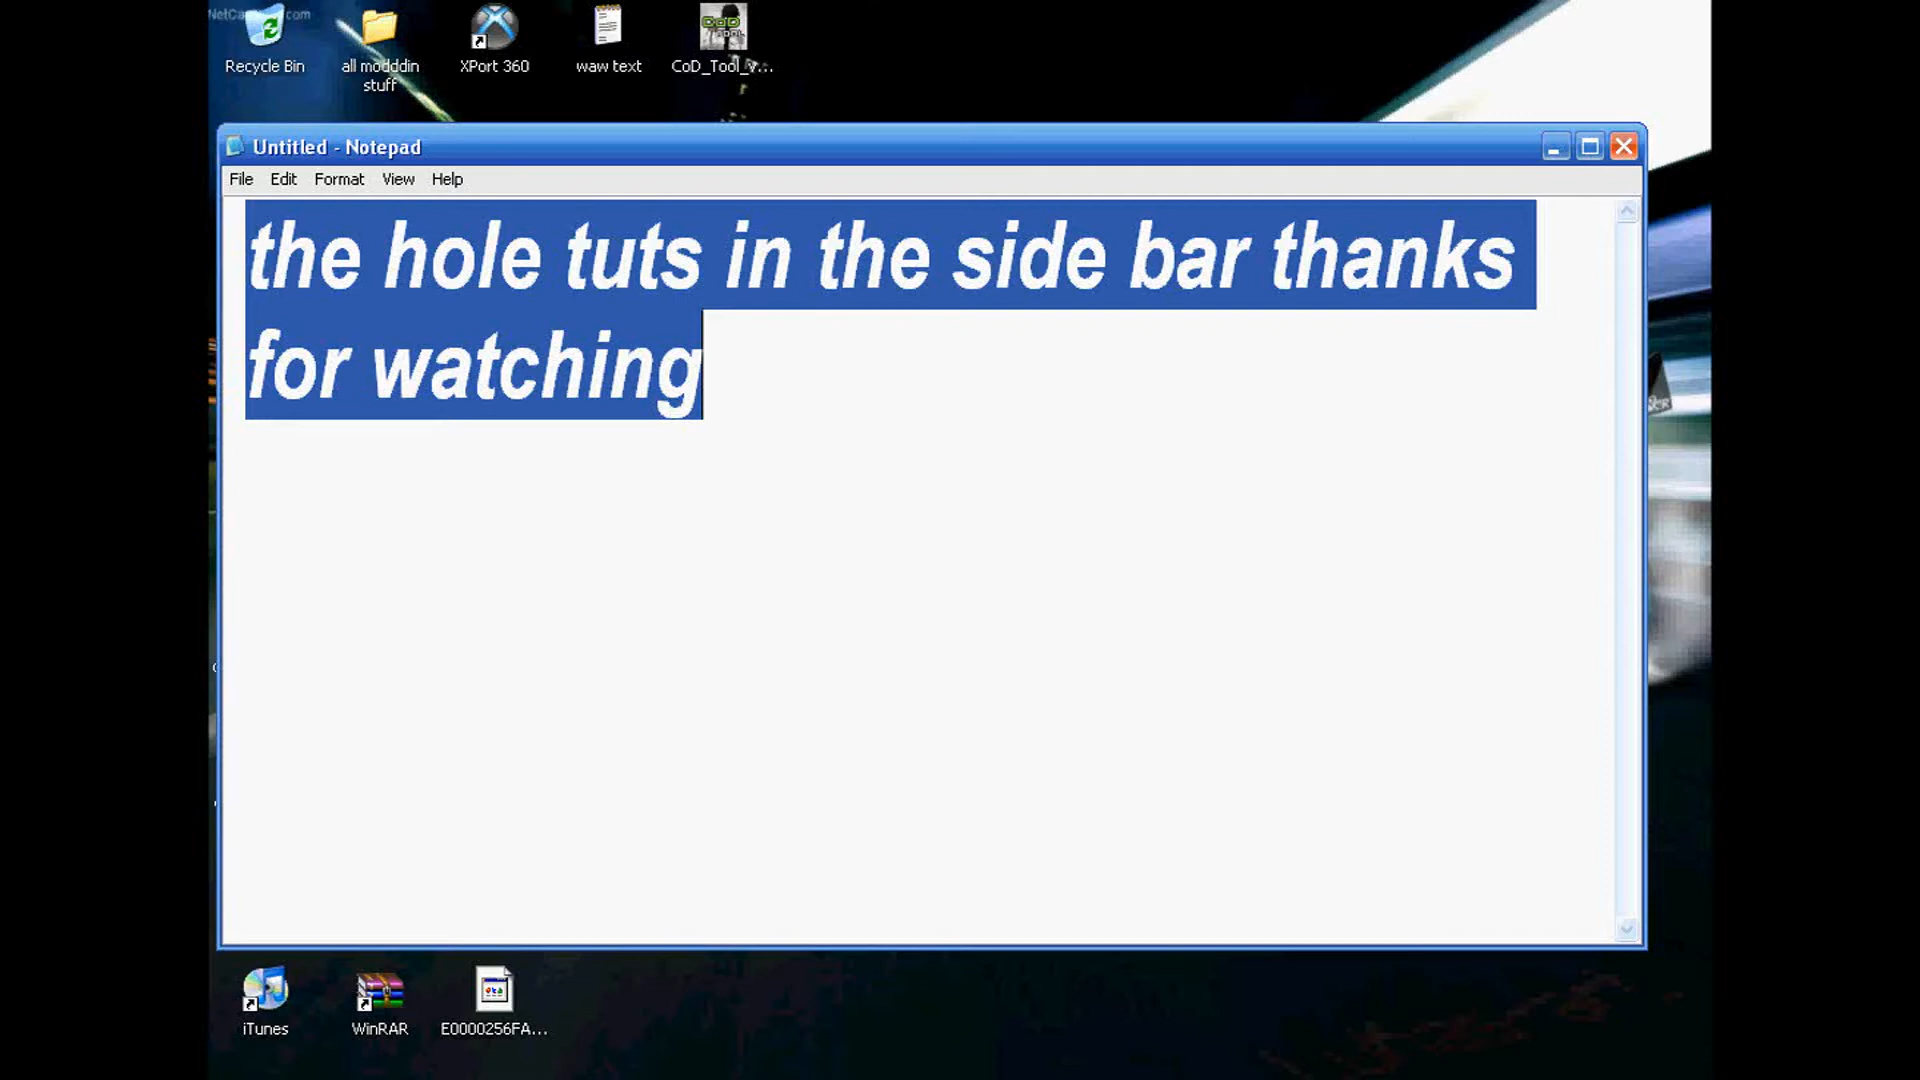 Recycle Bin
all modddin
stuff
XPort 360
waw text
CoD_Tool_v...
Untitled - Notepad
File Edit Format View Help
the hole tuts in the side bar thanks
for watching
iTunes
WinRAR
E0000256FA...